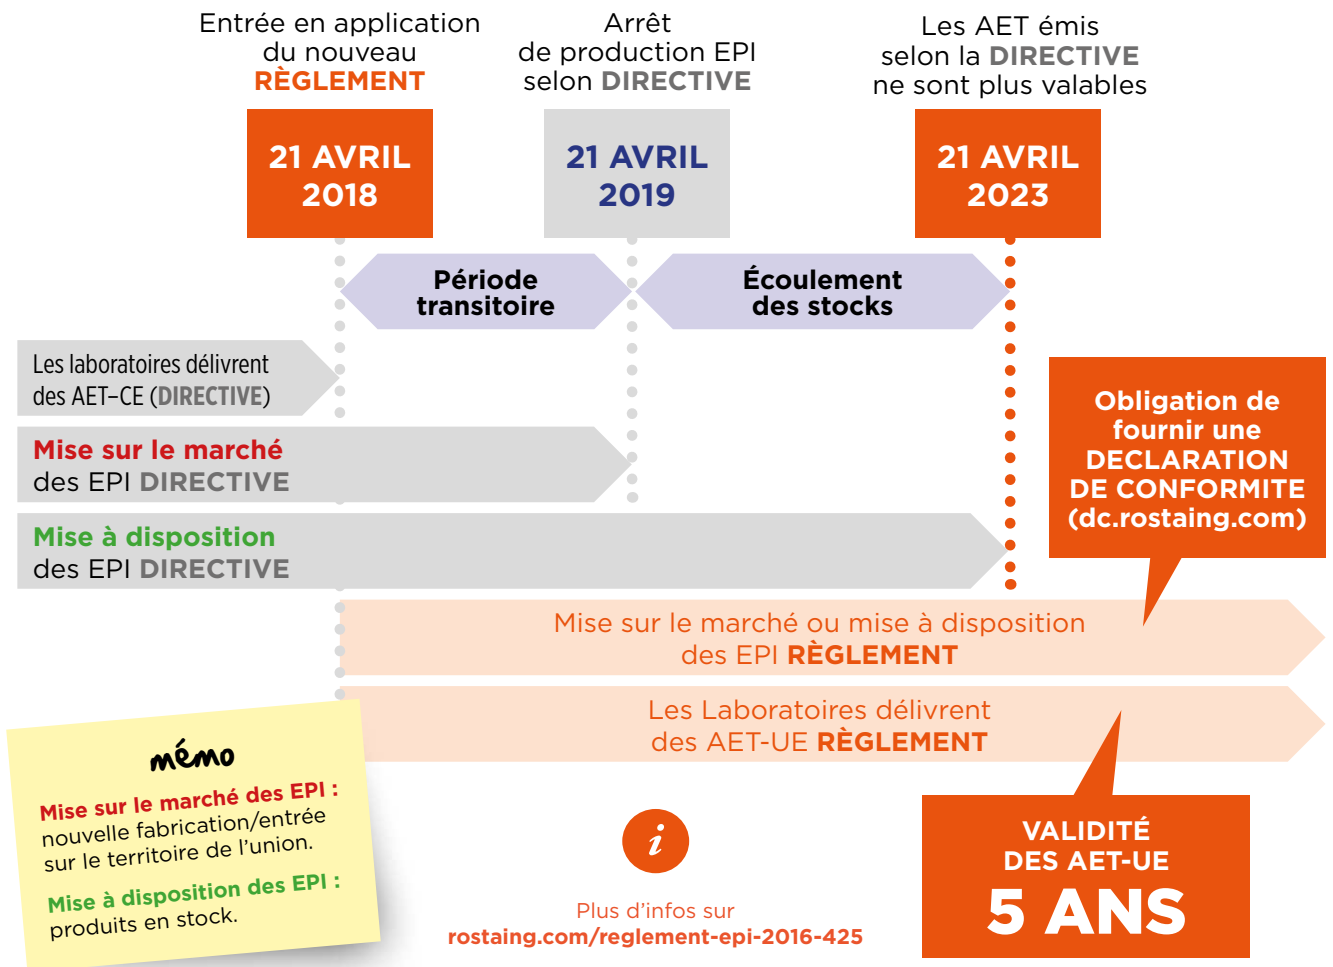 Entrée en application
du nouveau
RÈGLEMENT
Arrêt
de production EPI
selon DIRECTIVE
Les AET émis
selon la DIRECTIVE
ne sont plus valables
21 AVRIL
2018
21 AVRIL
2019
21 AVRIL
2023
Période
transitoire
Écoulement
des stocks
Les laboratoires délivrent
des AET–CE (DIRECTIVE)
Mise sur le marché
des EPI DIRECTIVE
Mise à disposition
des EPI DIRECTIVE
Obligation de
fournir une
DECLARATION
DE CONFORMITE
(dc.rostaing.com)
Mise sur le marché ou mise à disposition
des EPI RÈGLEMENT
Les Laboratoires délivrent
des AET-UE RÈGLEMENT
mémo
Mise sur le marché des EPI :
nouvelle fabrication/entrée
sur le territoire de l'union.
Mise à disposition des EPI :
produits en stock.
i
Plus d'infos sur
rostaing.com/reglement-epi-2016-425
VALIDITÉ
DES AET-UE
5 ANS